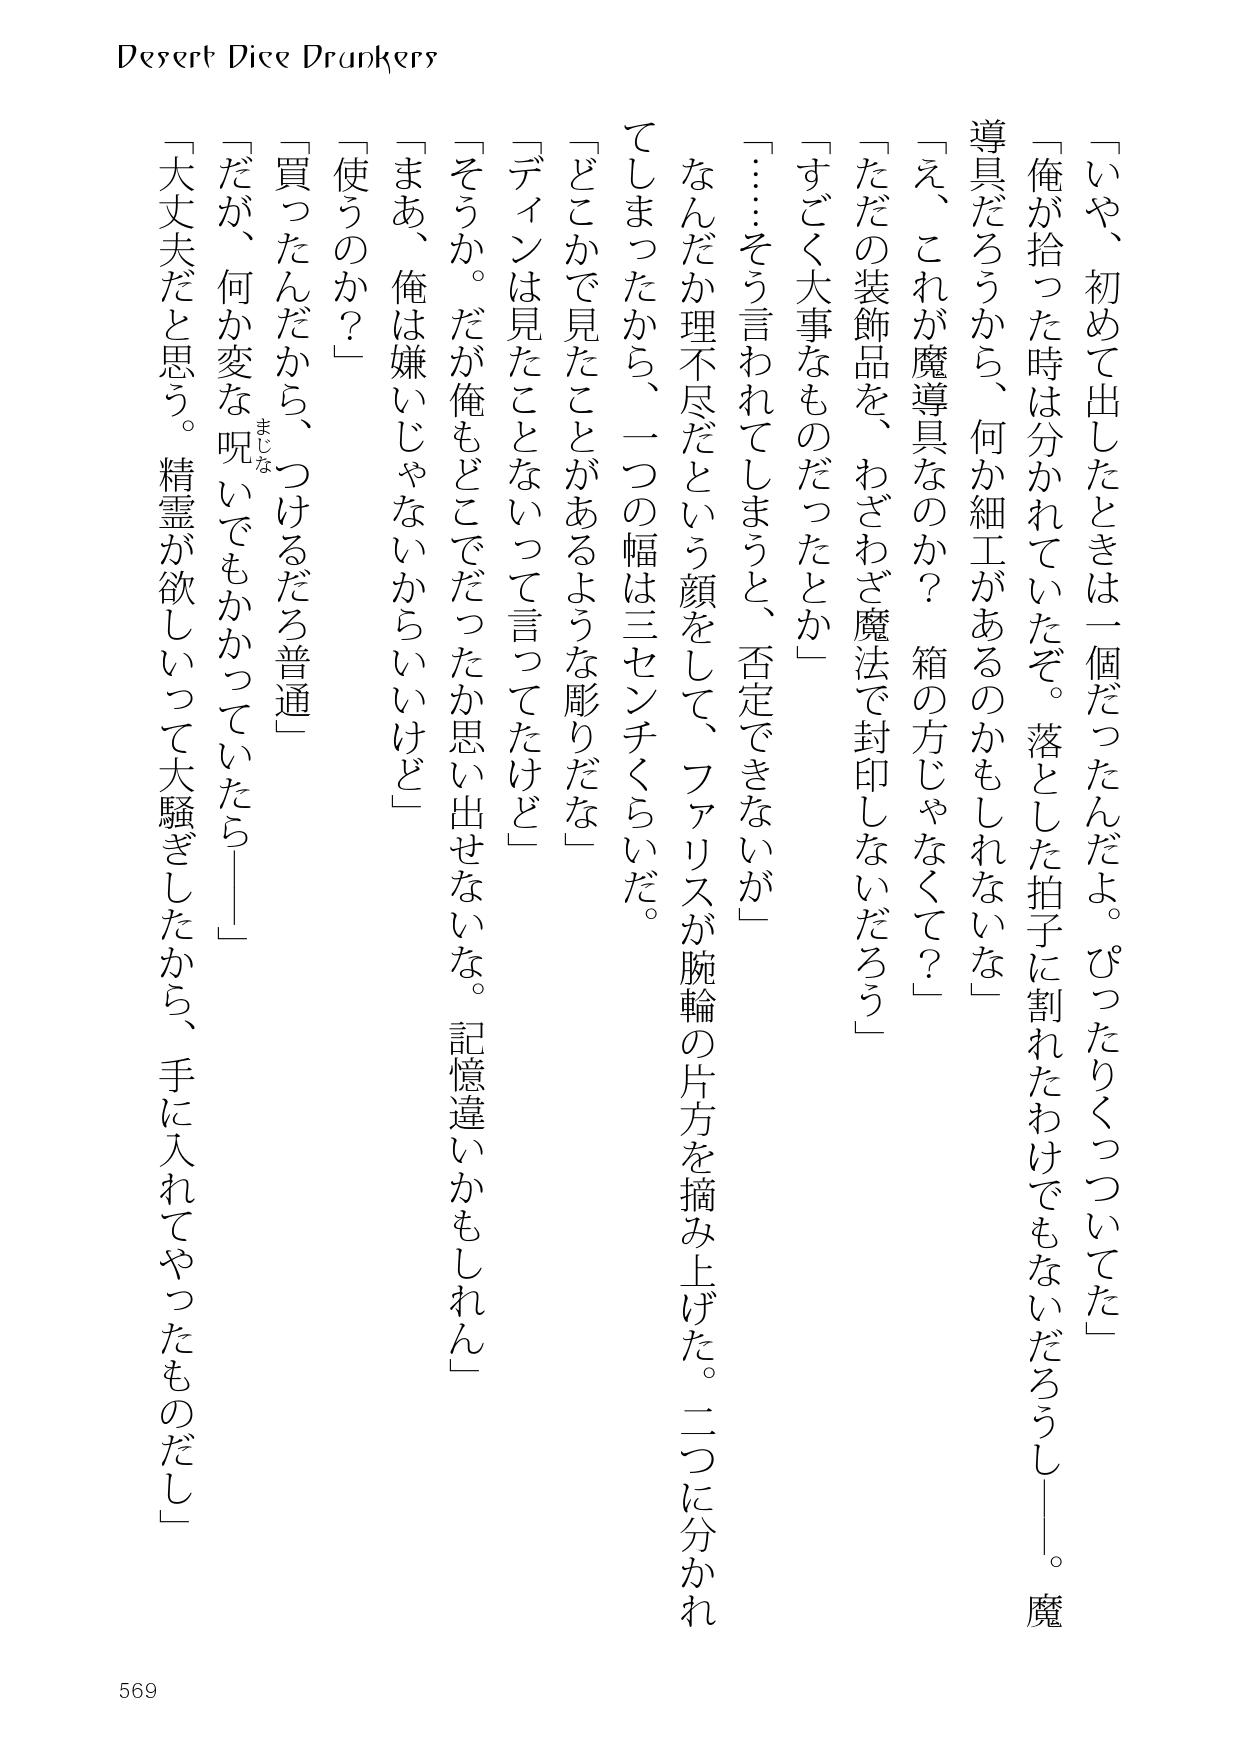 Desert Dice Drunkers
「いや、初めて出したときは一個だったんだよ。ぴったりくっついてた」
「俺が拾った時は分かれていたぞ。落とした拍子に割れたわけでもないだろうし――。魔
導具だろうから、何か細工があるのかもしれないな」
「え、これが魔導具なのか？　箱の方じゃなくて？」
「ただの装飾品を、わざわざ魔法で封印しないだろう」
「すごく大事なものだったとか」
「……そう言われてしまうと、否定できないが」
　なんだか理不尽だという顔をして、ファリスが腕輪の片方を摘み上げた。二つに分かれ
てしまったから、一つの幅は三センチくらいだ。
「どこかで見たことがあるような彫りだな」
「ディンは見たことないって言ってたけど」
「そうか。だが俺もどこでだったか思い出せないな。記憶違いかもしれん」
「まあ、俺は嫌いじゃないからいいけど」
「使うのか？」
「買ったんだから、つけるだろ普通」
「だが、何か変な呪いでもかかっていたら――」
まじな
「大丈夫だと思う。精霊が欲しいって大騒ぎしたから、手に入れてやったものだし」
569